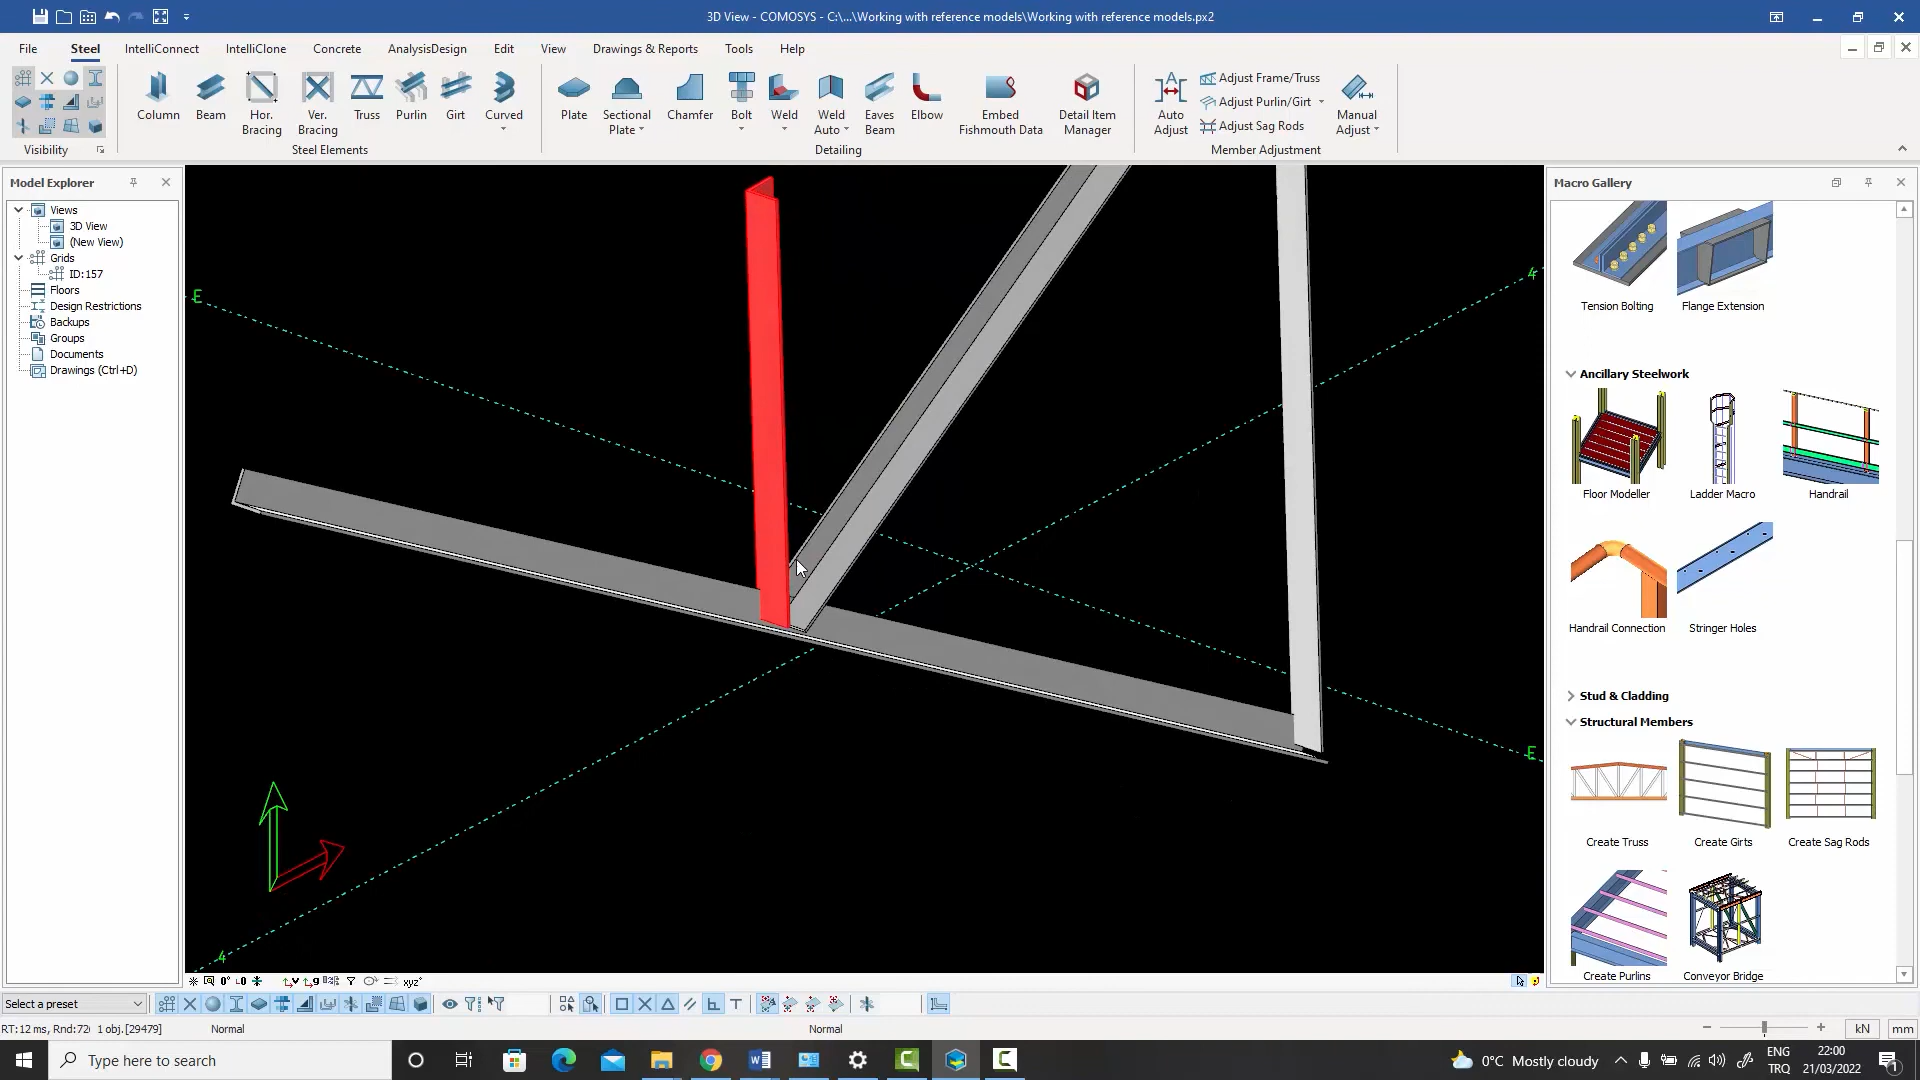 3D View - COMOSYS - C:\...\Working with reference models\Working with reference models.px2
File
Steel
IntelliConnect
IntelliClone
Concrete
AnalysisDesign
Edit
View
Drawings & Reports
Tools
Help
Column
Beam
Hor. Bracing
Ver. Bracing
Truss
Purlin
Girt
Curved
Plate
Sectional Plate
Chamfer
Bolt
Weld
Weld Auto
Eaves Beam
Elbow
Embed Fishmouth Data
Detail Item Manager
Auto Adjust
Adjust Frame/Truss
Adjust Purlin/Girt
Adjust Sag Rods
Manual Adjust
Visibility
Steel Elements
Detailing
Member Adjustment
Model Explorer
Views
3D View
(New View)
Grids
ID:157
Floors
Design Restrictions
Backups
Groups
Documents
Drawings (Ctrl+D)
E
4
E
4
Macro Gallery
Tension Bolting
Flange Extension
Ancillary Steelwork
Floor Modeller
Ladder Macro
Handrail
Handrail Connection
Stringer Holes
Stud & Cladding
Structural Members
Create Truss
Create Girts
Create Sag Rods
Create Purlins
Conveyor Bridge
xyz
Select a preset
RT:12 ms, Rnd:72
1 obj.[29479]
Normal
Normal
kN
mm
Type here to search
0°C Mostly cloudy
ENG
TRQ
22:00
21/03/2022